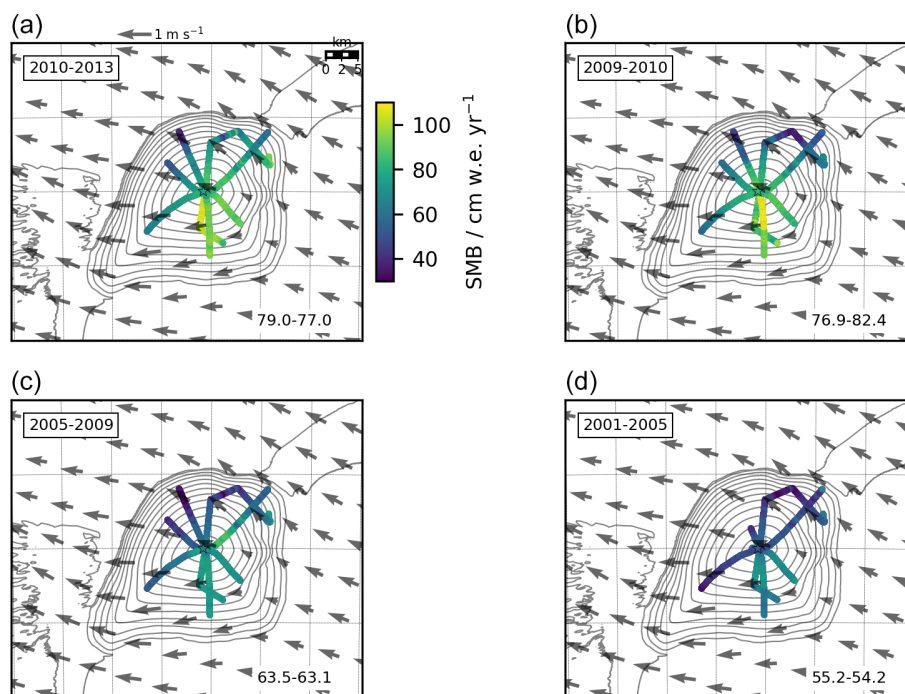 (a)
1 m s⁻¹
km
0 2 5
2010-2013
79.0-77.0
100
80
60
40
SMB / cm w.e. yr⁻¹
(b)
2009-2010
76.9-82.4
(c)
2005-2009
63.5-63.1
(d)
2001-2005
55.2-54.2